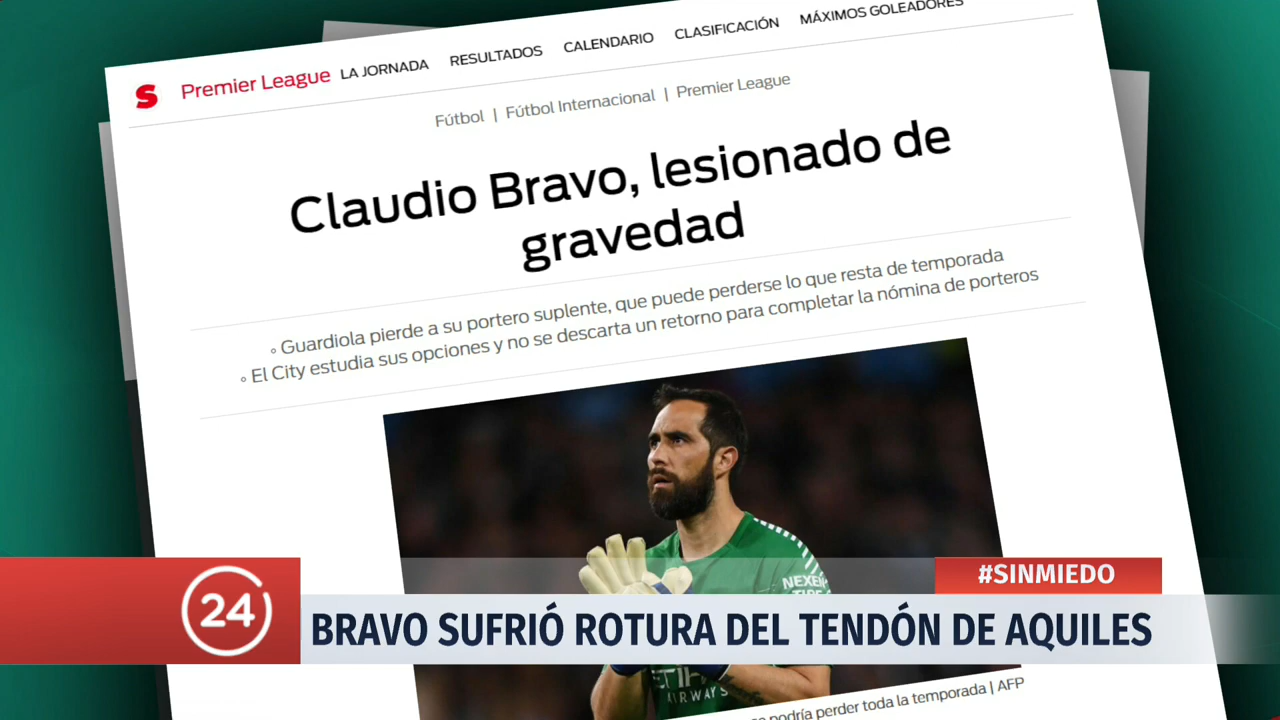 S Premier League LA JORNADA RESULTADOS CALENDARIO CLASIFICACIÓN MÁXIMOS GOLEADORES
Fútbol | Fútbol Internacional | Premier League
Claudio Bravo, lesionado de
gravedad
◦ Guardiola pierde a su portero suplente, que puede perderse lo que resta de temporada
◦ El City estudia sus opciones y no se descarta un retorno para completar la nómina de porteros
NEXEN
TIRE
#SINMIEDO
24
BRAVO SUFRIÓ ROTURA DEL TENDÓN DE AQUILES
AIRWAYS
podría perder toda la temporada | AFP